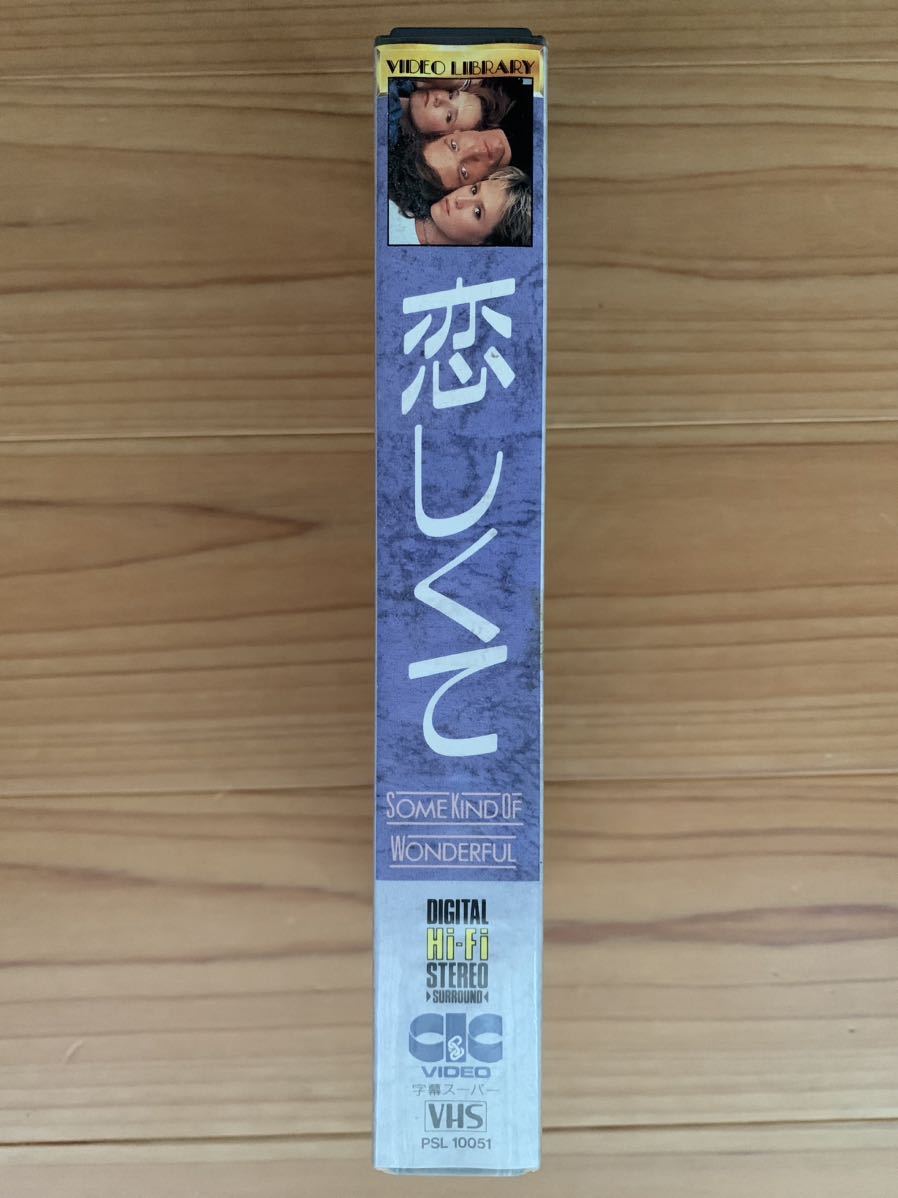 VIDEO LIBRARY
恋しくて
SOME KIND OF
WONDERFUL
DIGITAL
Hi-Fi
STEREO
SURROUND
CIC
VIDEO
字幕スーパー
VHS
PSL 10051